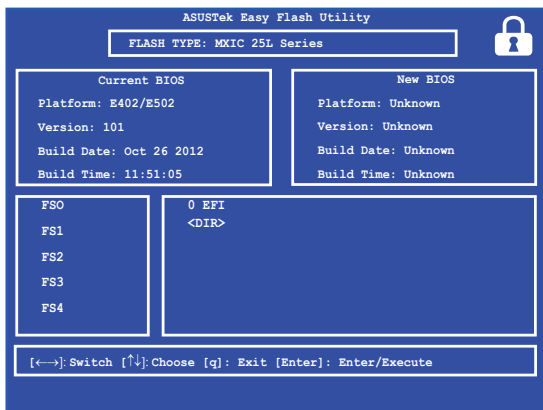 ASUSTek Easy Flash Utility
FLASH TYPE: MXIC 25L Series
Current BIOS
Platform: E402/E502
Version: 101
Build Date: Oct 26 2012
Build Time: 11:51:05
New BIOS
Platform: Unknown
Version: Unknown
Build Date: Unknown
Build Time: Unknown
FSO
FS1
FS2
FS3
FS4
0 EFI
<DIR>
[←→]: Switch [↑↓]: Choose [q]: Exit [Enter]: Enter/Execute